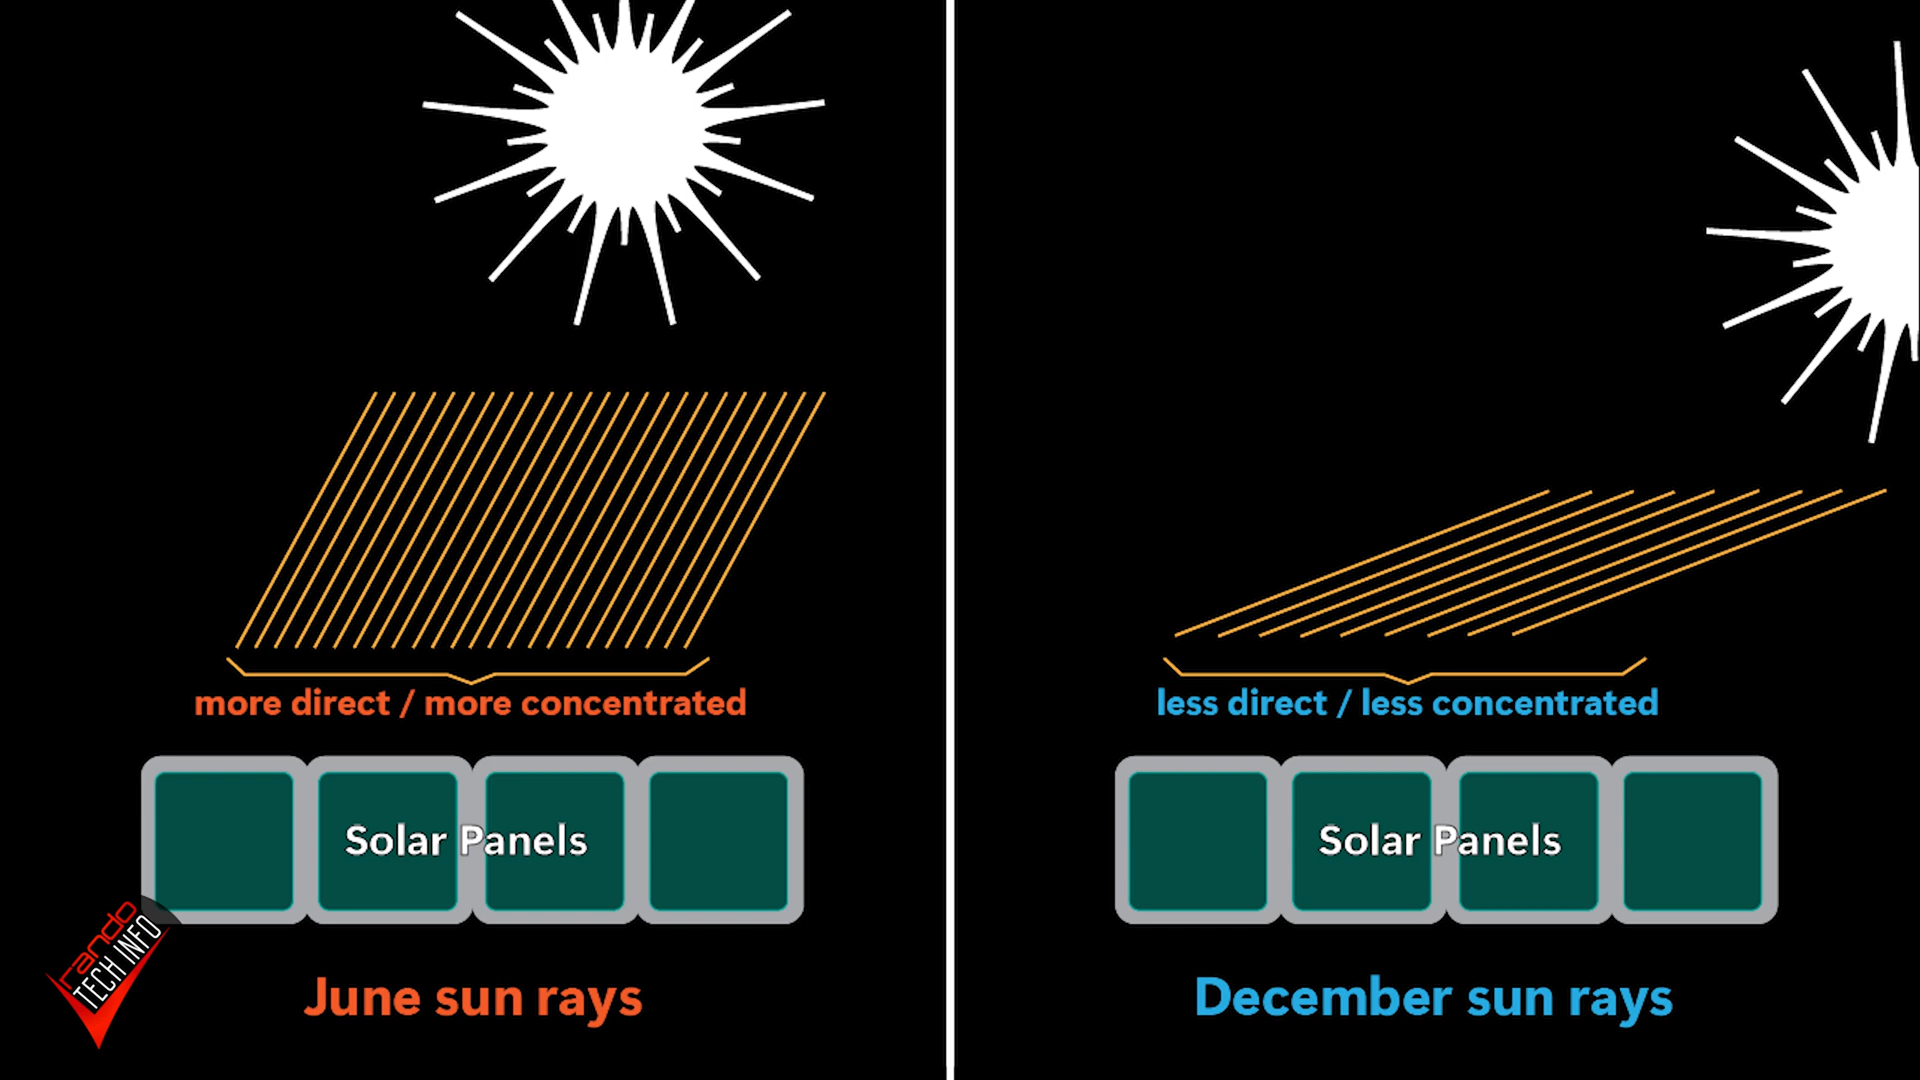 more direct / more concentrated
Solar Panels
June sun rays
less direct / less concentrated
Solar Panels
December sun rays
rando
TECH INFO